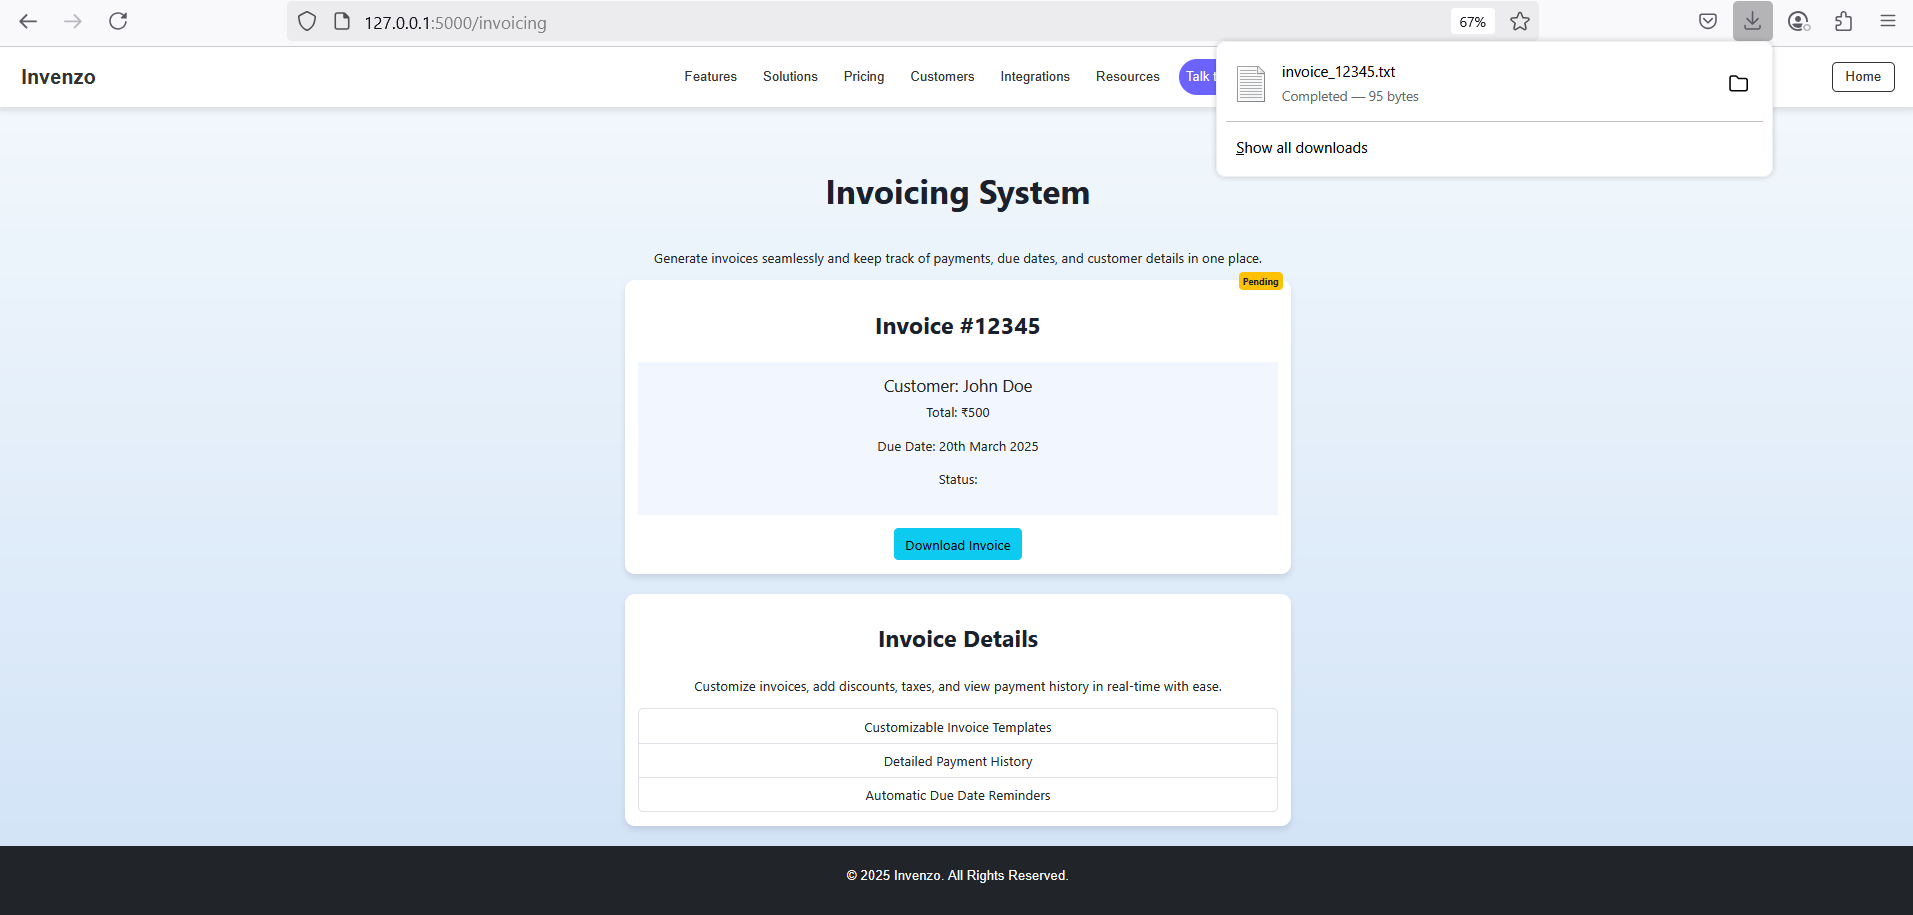 127.0.0.1:5000/invoicing
67%
Invenzo
Features
Solutions
Pricing
Customers
Integrations
Resources
Talk
Home
invoice_12345.txt
Completed — 95 bytes
Show all downloads
Invoicing System
Generate invoices seamlessly and keep track of payments, due dates, and customer details in one place.
Pending
Invoice #12345
Customer: John Doe
Total: ₹500
Due Date: 20th March 2025
Status:
Download Invoice
Invoice Details
Customize invoices, add discounts, taxes, and view payment history in real-time with ease.
Customizable Invoice Templates
Detailed Payment History
Automatic Due Date Reminders
© 2025 Invenzo. All Rights Reserved.